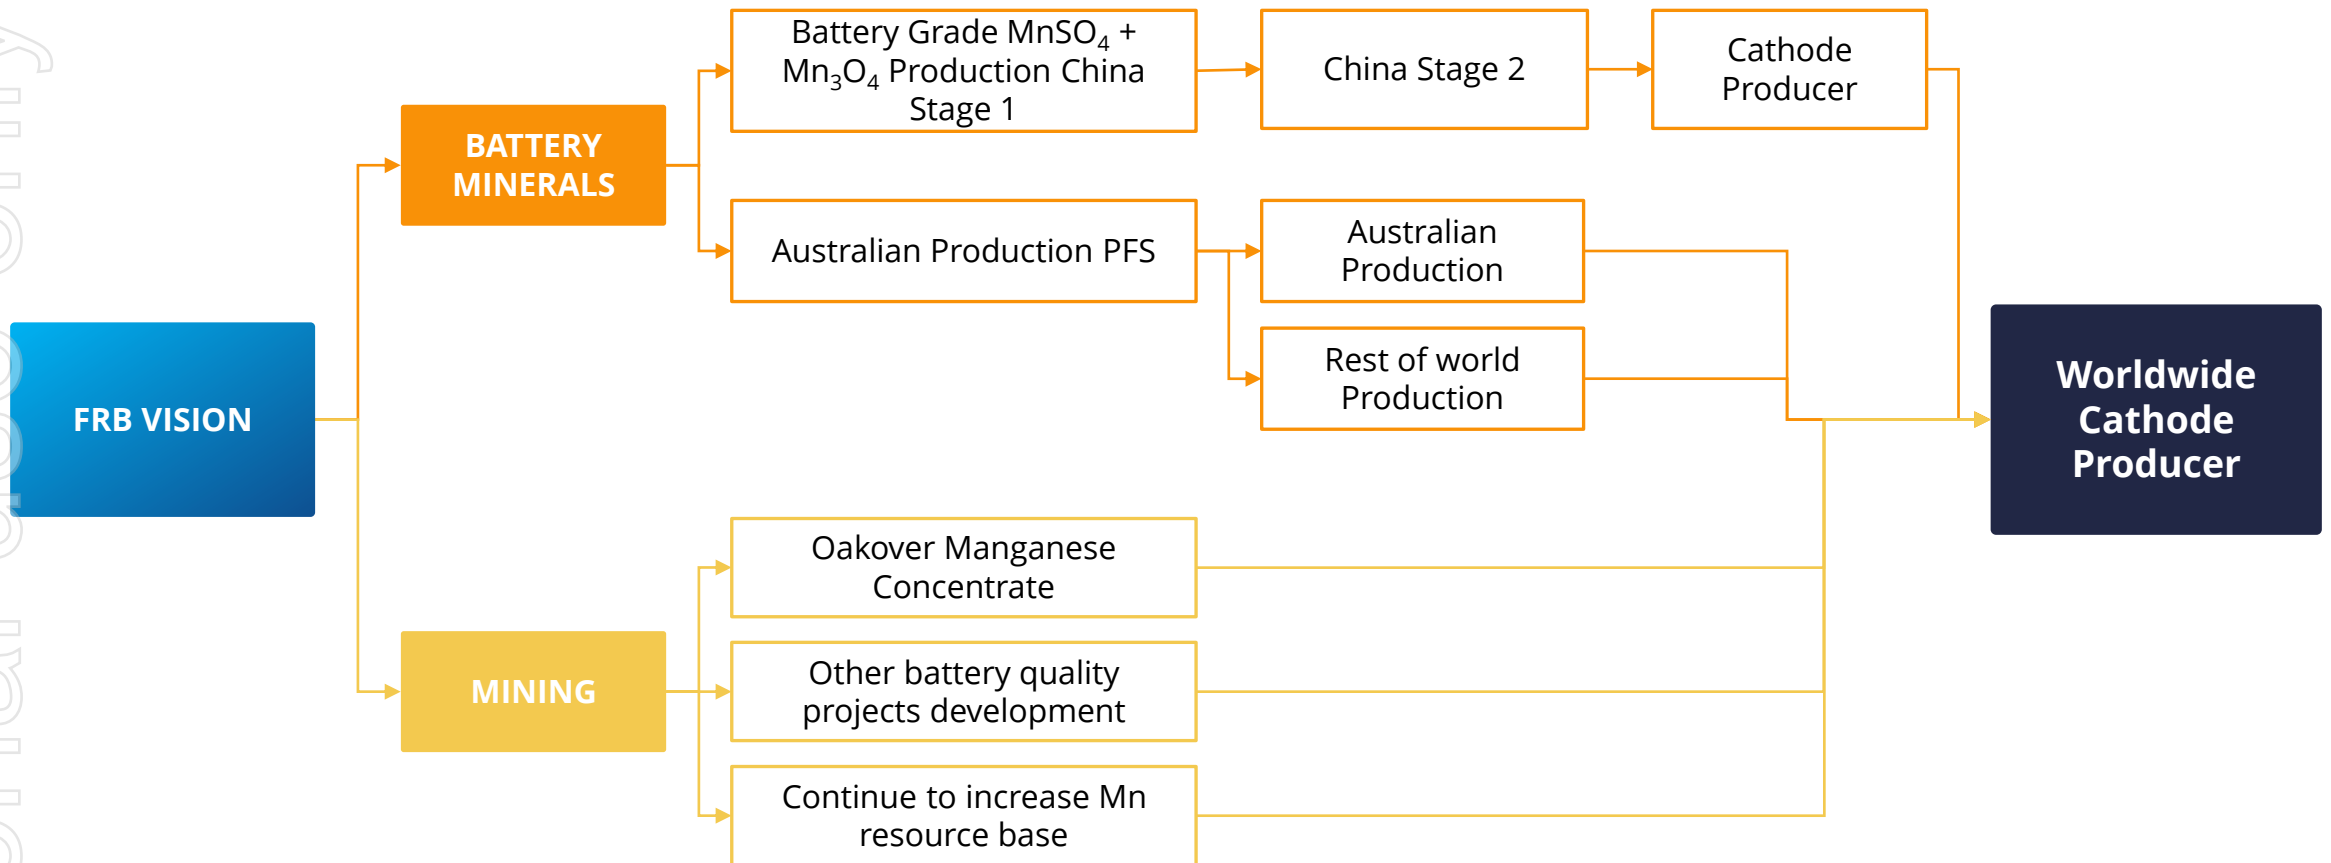 Battery Grade MnSO₄ +
Mn₃O₄ Production China
Stage 1
China Stage 2
Cathode
Producer
BATTERY
MINERALS
Australian Production PFS
Australian
Production
Rest of world
Production
FRB VISION
Worldwide
Cathode
Producer
Oakover Manganese
Concentrate
MINING
Other battery quality
projects development
Continue to increase Mn
resource base